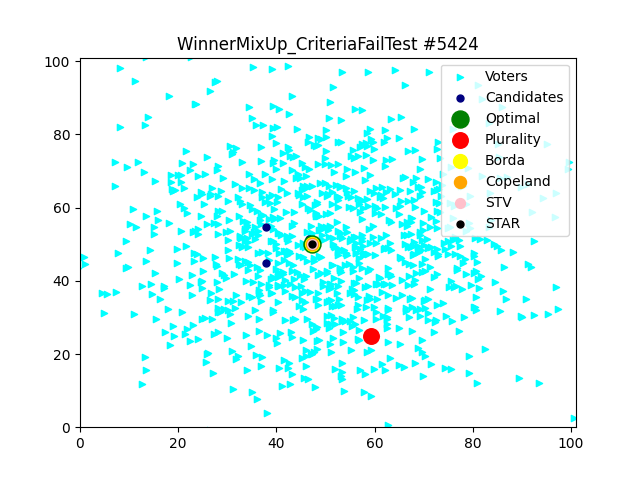 WinnerMixUp_CriteriaFailTest #5424
100
80
60
40
20
0
0 20 40 60 80 100
Voters
Candidates
Optimal
Plurality
Borda
Copeland
STV
STAR